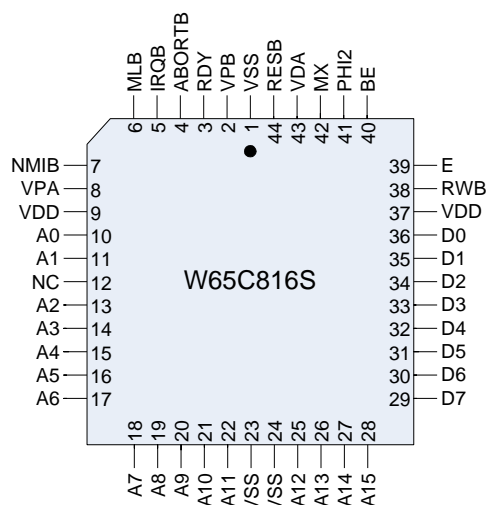 MLB IRQB ABORTB RDY VPB VSS RESB VDA MX PHI2 BE
6 5 4 3 2 1 44 43 42 41 40
NMIB 7 39 E
VPA 8 38 RWB
VDD 9 37 VDD
A0 10 36 D0
A1 11 35 D1
NC 12 W65C816S 34 D2
A2 13 33 D3
A3 14 32 D4
A4 15 31 D5
A5 16 30 D6
A6 17 29 D7
18 19 20 21 22 23 24 25 26 27 28
A7 A8 A9 A10 A11 VSS VSS A12 A13 A14 A15